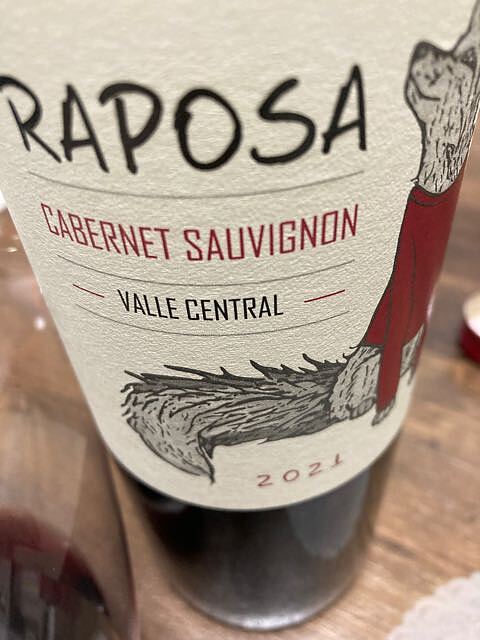 RAPOSA
CABERNET SAUVIGNON
VALLE CENTRAL
2021